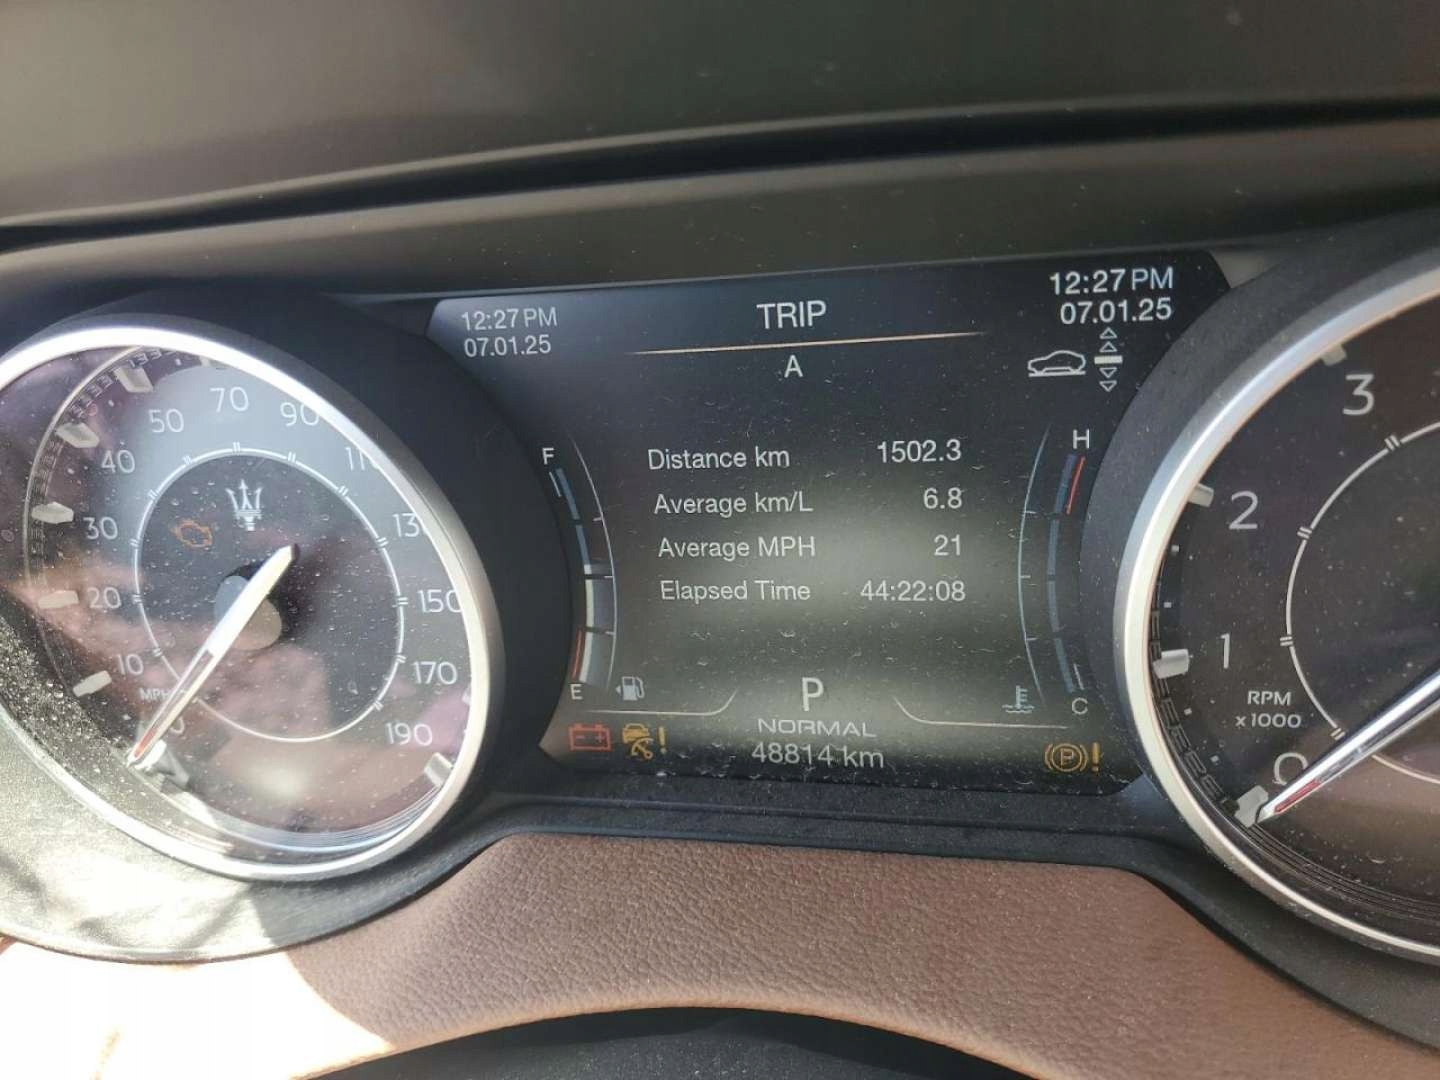 12:27 PM
07.01.25
TRIP
A
12:27 PM
07.01.25
F
H
Distance km 1502.3
Average km/L 6.8
Average MPH 21
Elapsed Time 44:22:08
E
C
P
NORMAL
48814 km
P!
!
10
20
30
40
50
70
90
150
170
190
0
1
2
3
RPM
x1000